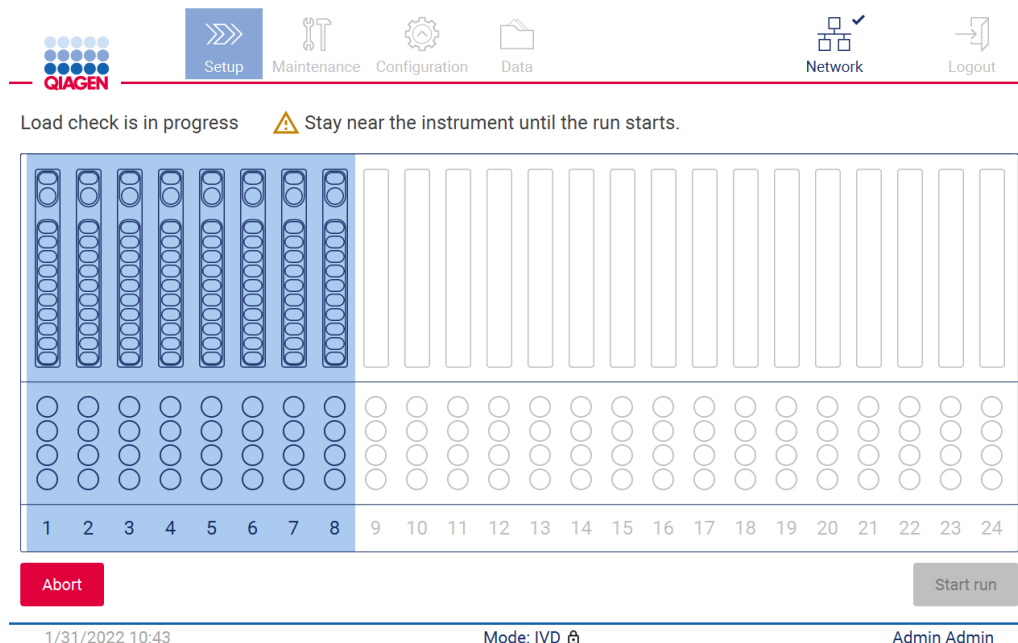 QIAGEN
Setup Maintenance Configuration Data Network Logout
Load check is in progress Stay near the instrument until the run starts.
1 2 3 4 5 6 7 8 9 10 11 12 13 14 15 16 17 18 19 20 21 22 23 24
Abort Start run
1/31/2022 10:43 Mode: IVD Admin Admin